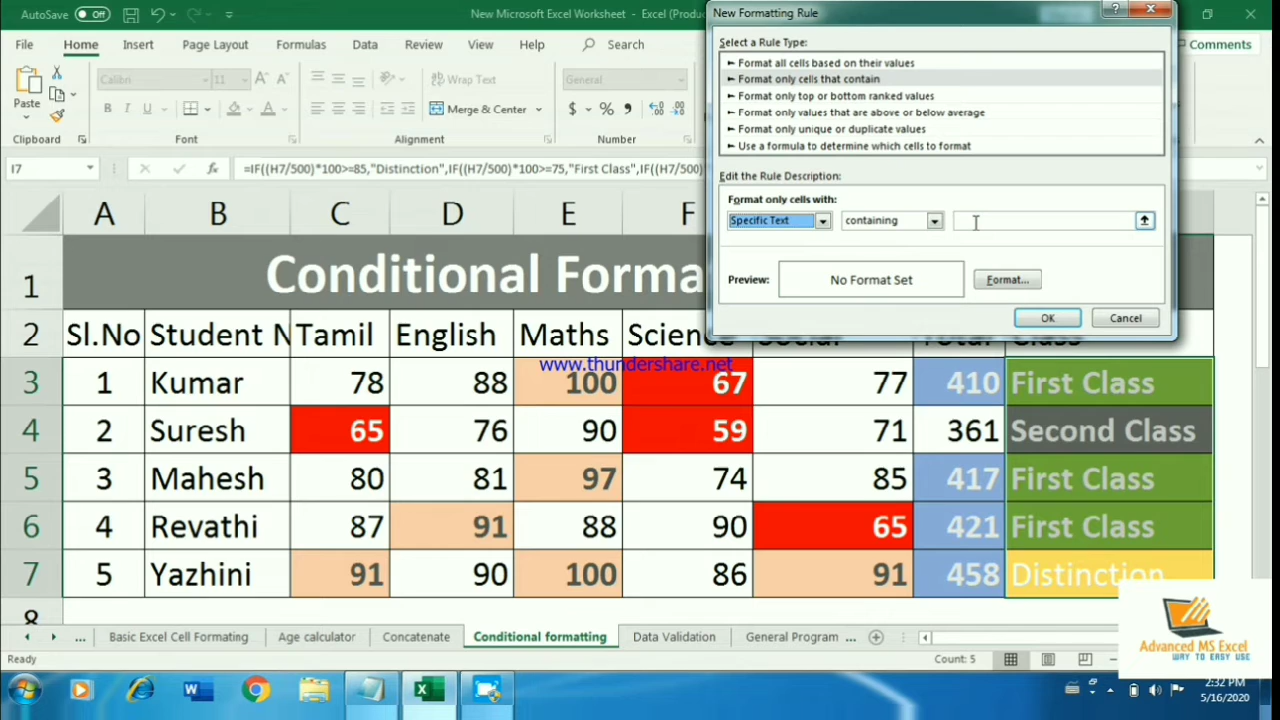 AutoSave Off New Microsoft Excel Worksheet - Excel (Produ
New Formatting Rule
File Home Insert Page Layout Formulas Data Review View Help Search Comments
Select a Rule Type:
► Format all cells based on their values
► Format only cells that contain
► Format only top or bottom ranked values
► Format only values that are above or below average
► Format only unique or duplicate values
► Use a formula to determine which cells to format
Edit the Rule Description:
Format only cells with:
Specific Text containing
Preview: No Format Set Format...
OK Cancel
Paste Calibri 11 Wrap Text General
B I U Merge & Center $ % ,
Clipboard Font Alignment Number
I7 fx =IF((H7/500)*100>=85,"Distinction",IF((H7/500)*100>=75,"First Class",IF((H7/500)
A B C D E F
1 Conditional Forma
2 Sl.No Student N Tamil English Maths Science Social Total Class
www.thundershare.net
3 1 Kumar 78 88 100 67 77 410 First Class
4 2 Suresh 65 76 90 59 71 361 Second Class
5 3 Mahesh 80 81 97 74 85 417 First Class
6 4 Revathi 87 91 88 90 65 421 First Class
7 5 Yazhini 91 90 100 86 91 458 Distinction
8
... Basic Excel Cell Formating Age calculator Concatenate Conditional formatting Data Validation General Program ...
Ready Count: 5
Advanced MS Excel
WAY TO EASY USE
2:32 PM
5/16/2020